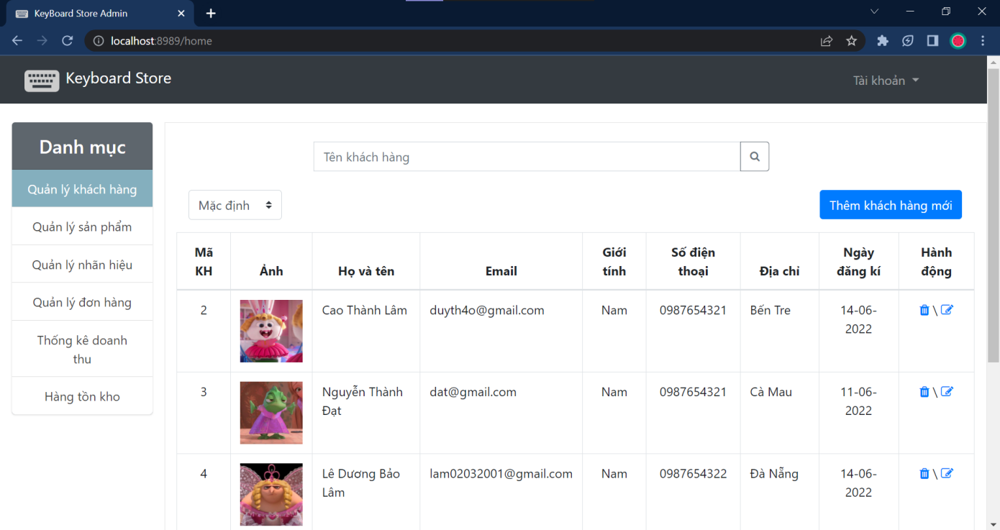 KeyBoard Store Admin
localhost:8989/home
Keyboard Store
Tài khoản
Danh mục
Quản lý khách hàng
Quản lý sản phẩm
Quản lý nhãn hiệu
Quản lý đơn hàng
Thống kê doanh
thu
Hàng tồn kho
Tên khách hàng
Mặc định
Thêm khách hàng mới
Mã
KH
Ảnh
Họ và tên
Email
Giới
tính
Số điện
thoại
Địa chỉ
Ngày
đăng kí
Hành
động
2
Cao Thành Lâm
duyth4o@gmail.com
Nam
0987654321
Bến Tre
14-06-
2022
\
3
Nguyễn Thành
Đạt
dat@gmail.com
Nam
0987654321
Cà Mau
11-06-
2022
\
4
Lê Dương Bảo
Lâm
lam02032001@gmail.com
Nam
0987654322
Đà Nẵng
14-06-
2022
\